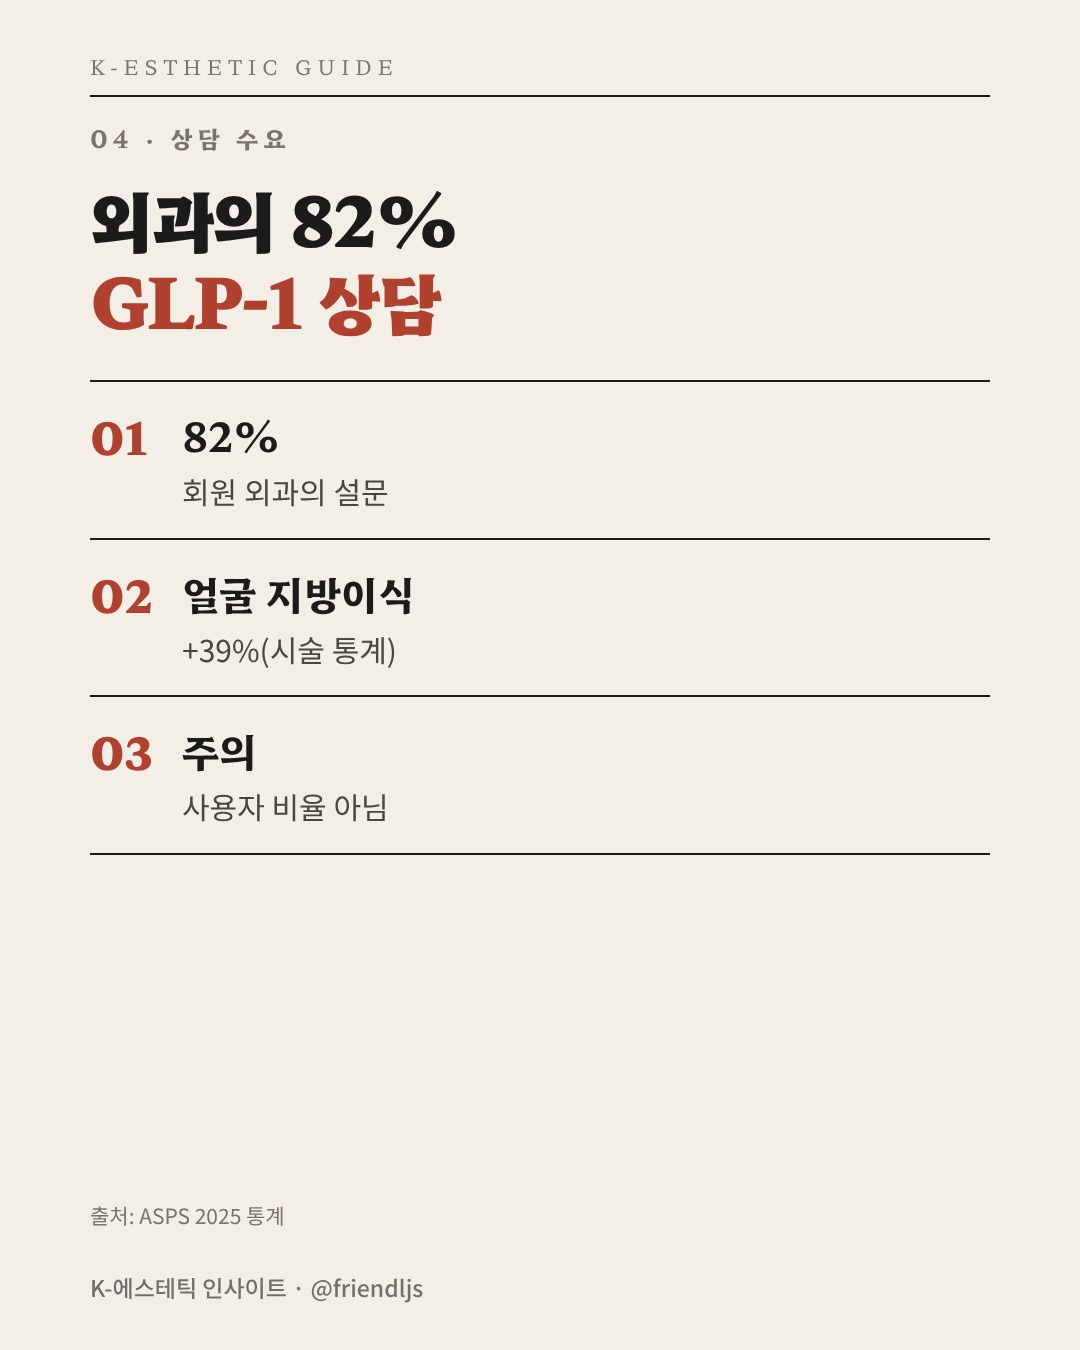 K-ESTHETIC GUIDE
04 · 상담 수요
외과의 82%
GLP-1 상담
01 82%
회원 외과의 설문
02 얼굴 지방이식
+39%(시술 통계)
03 주의
사용자 비율 아님
출처: ASPS 2025 통계
K-에스테틱 인사이트 · @friendljs